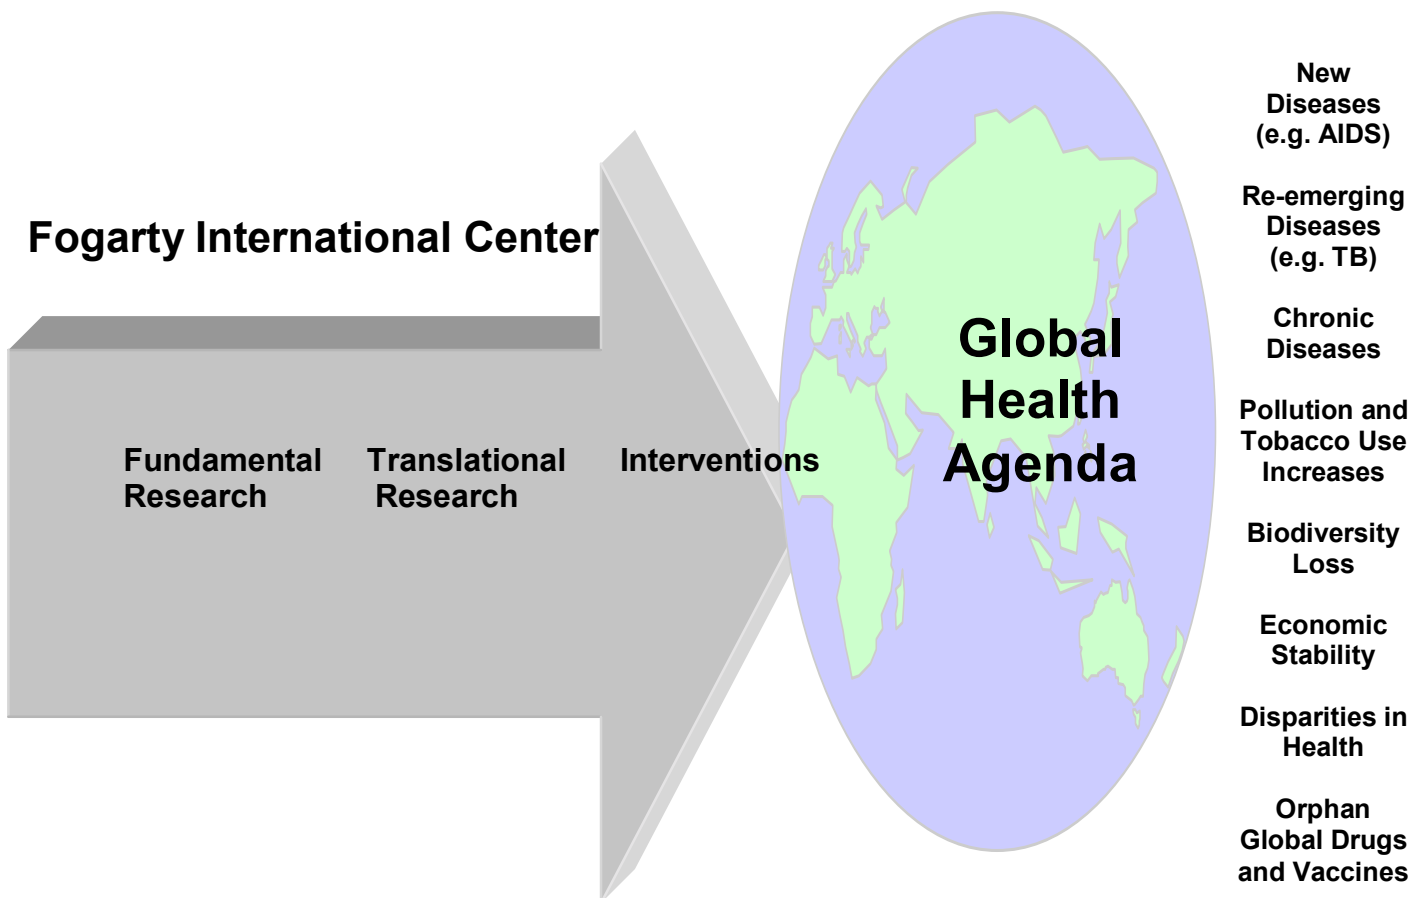 Fogarty International Center
Fundamental
Research
Translational
Research
Interventions
Global
Health
Agenda
New
Diseases
(e.g. AIDS)
Re-emerging
Diseases
(e.g. TB)
Chronic
Diseases
Pollution and
Tobacco Use
Increases
Biodiversity
Loss
Economic
Stability
Disparities in
Health
Orphan
Global Drugs
and Vaccines